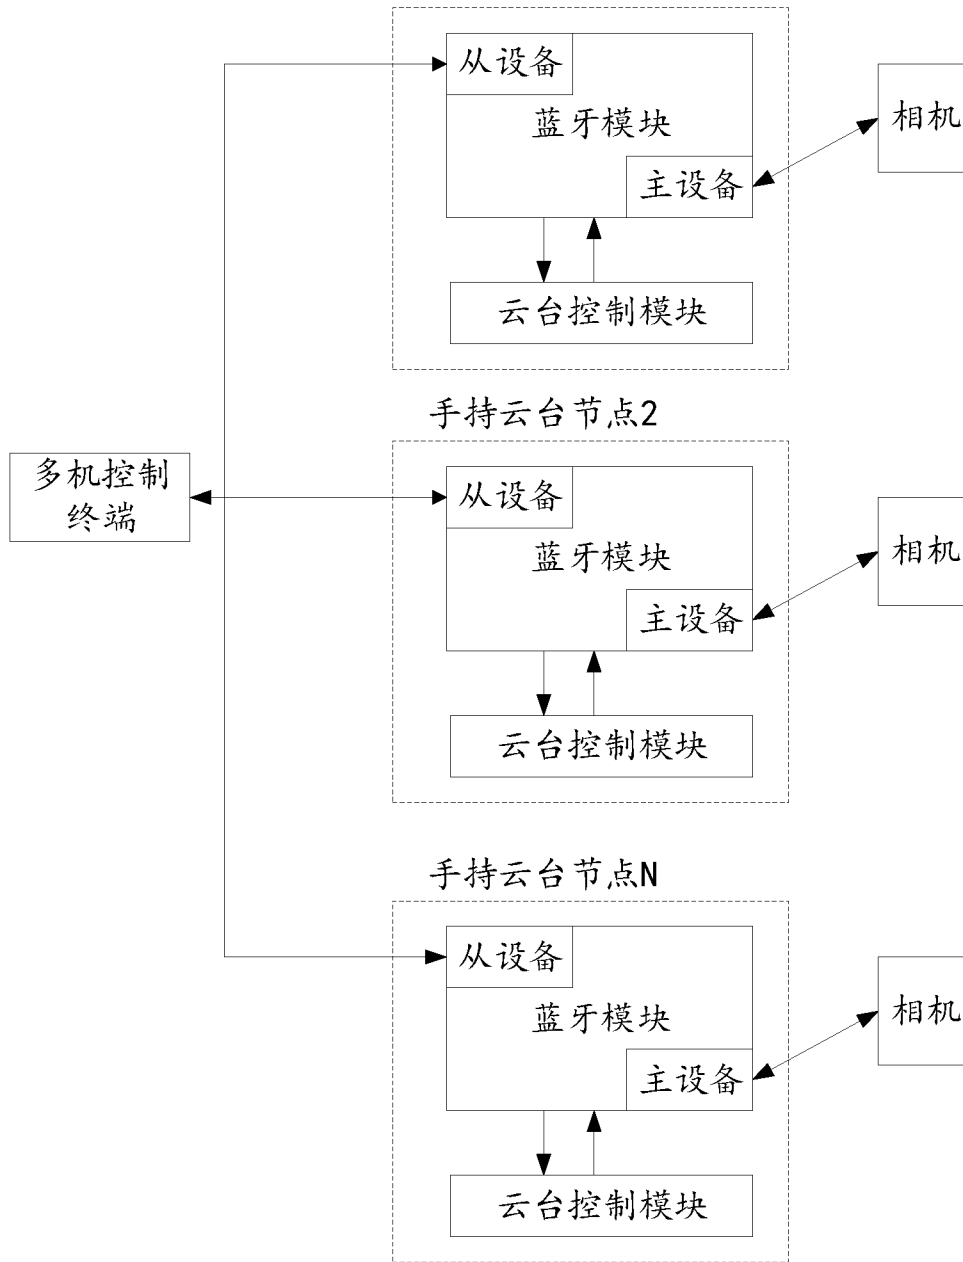 从设备
蓝牙模块
主设备
相机
云台控制模块
手持云台节点2
多机控制
终端
从设备
蓝牙模块
主设备
相机
云台控制模块
手持云台节点N
从设备
蓝牙模块
主设备
相机
云台控制模块